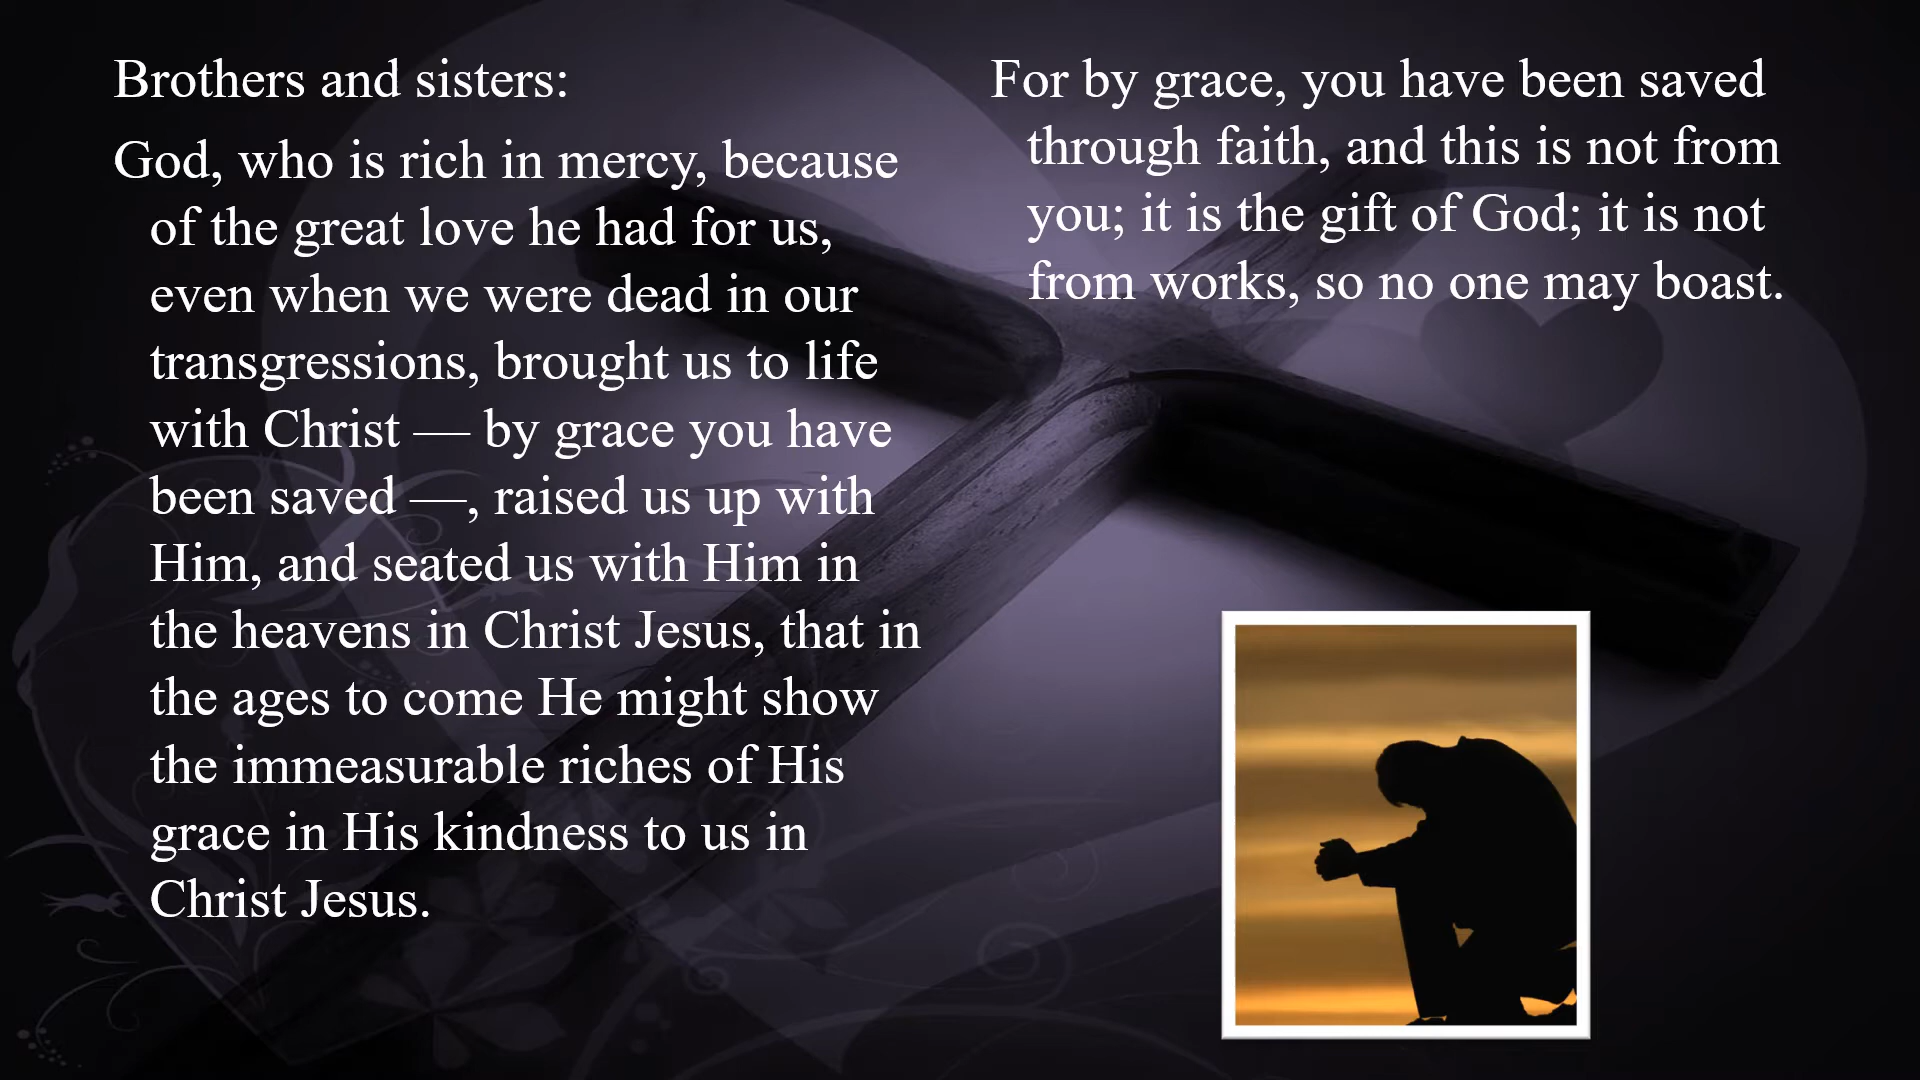 Brothers and sisters:
God, who is rich in mercy, because
of the great love he had for us,
even when we were dead in our
transgressions, brought us to life
with Christ — by grace you have
been saved —, raised us up with
Him, and seated us with Him in
the heavens in Christ Jesus, that in
the ages to come He might show
the immeasurable riches of His
grace in His kindness to us in
Christ Jesus.
For by grace, you have been saved
through faith, and this is not from
you; it is the gift of God; it is not
from works, so no one may boast.